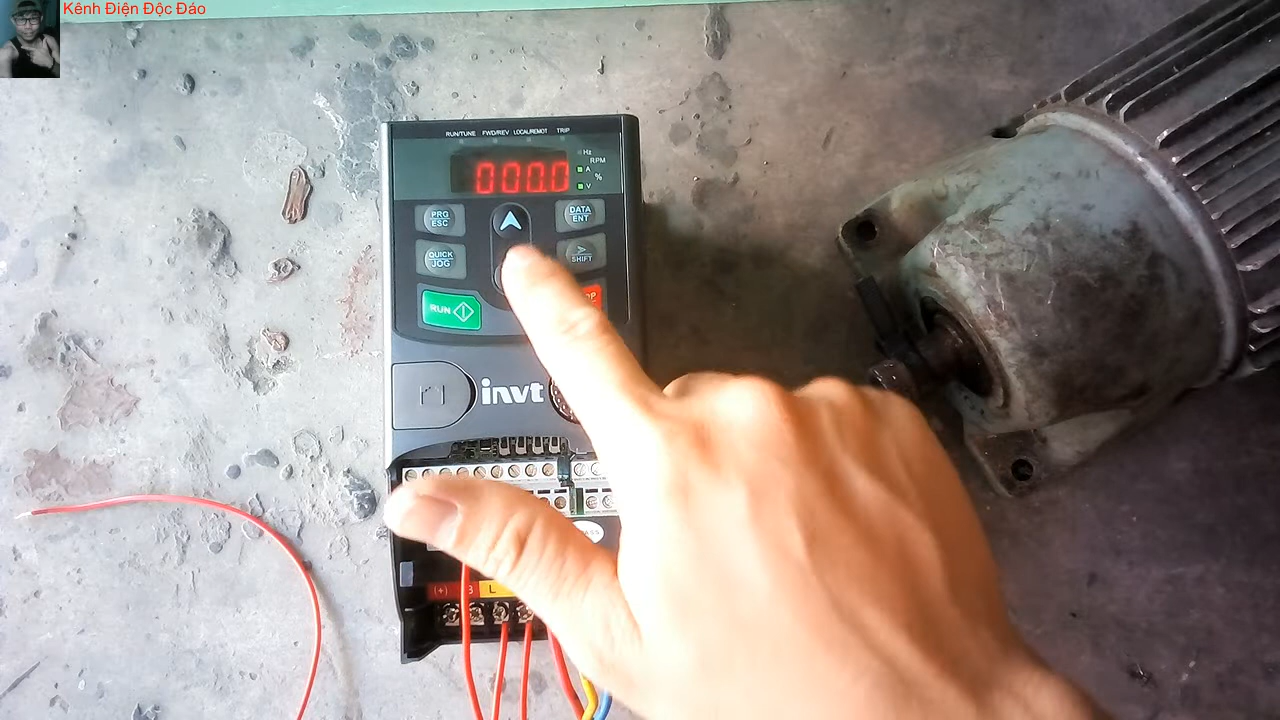 Kênh Điện Độc Đáo
RUN/TUNE FWD/REV LOCAL/REMOT TRIP
Hz
RPM
A
%
V
000.0
PRG
ESC
DATA
ENT
QUICK
JOG
SHIFT
RUN
invt
(+)
L